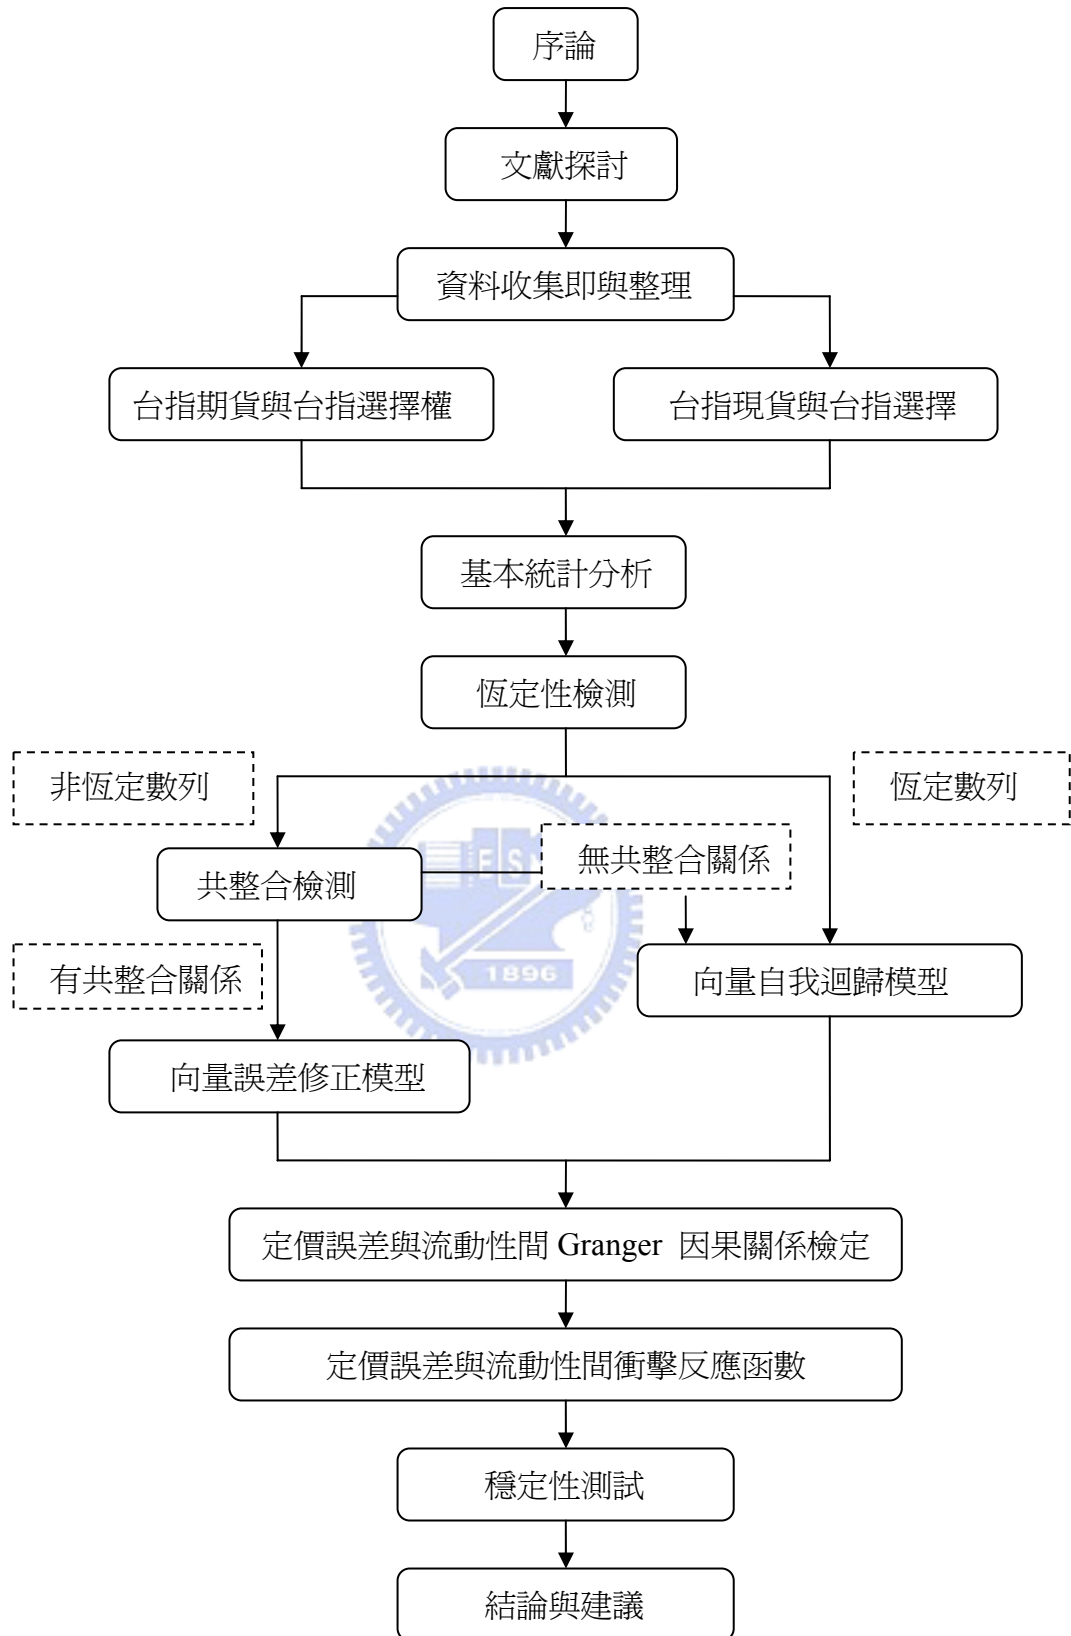 序論
文獻探討
資料收集即與整理
台指期貨與台指選擇權
台指現貨與台指選擇
基本統計分析
恆定性檢測
非恆定數列
恆定數列
無共整合關係
共整合檢測
有共整合關係
向量自我迴歸模型
向量誤差修正模型
定價誤差與流動性間 Granger 因果關係檢定
定價誤差與流動性間衝擊反應函數
穩定性測試
結論與建議
ES
1896